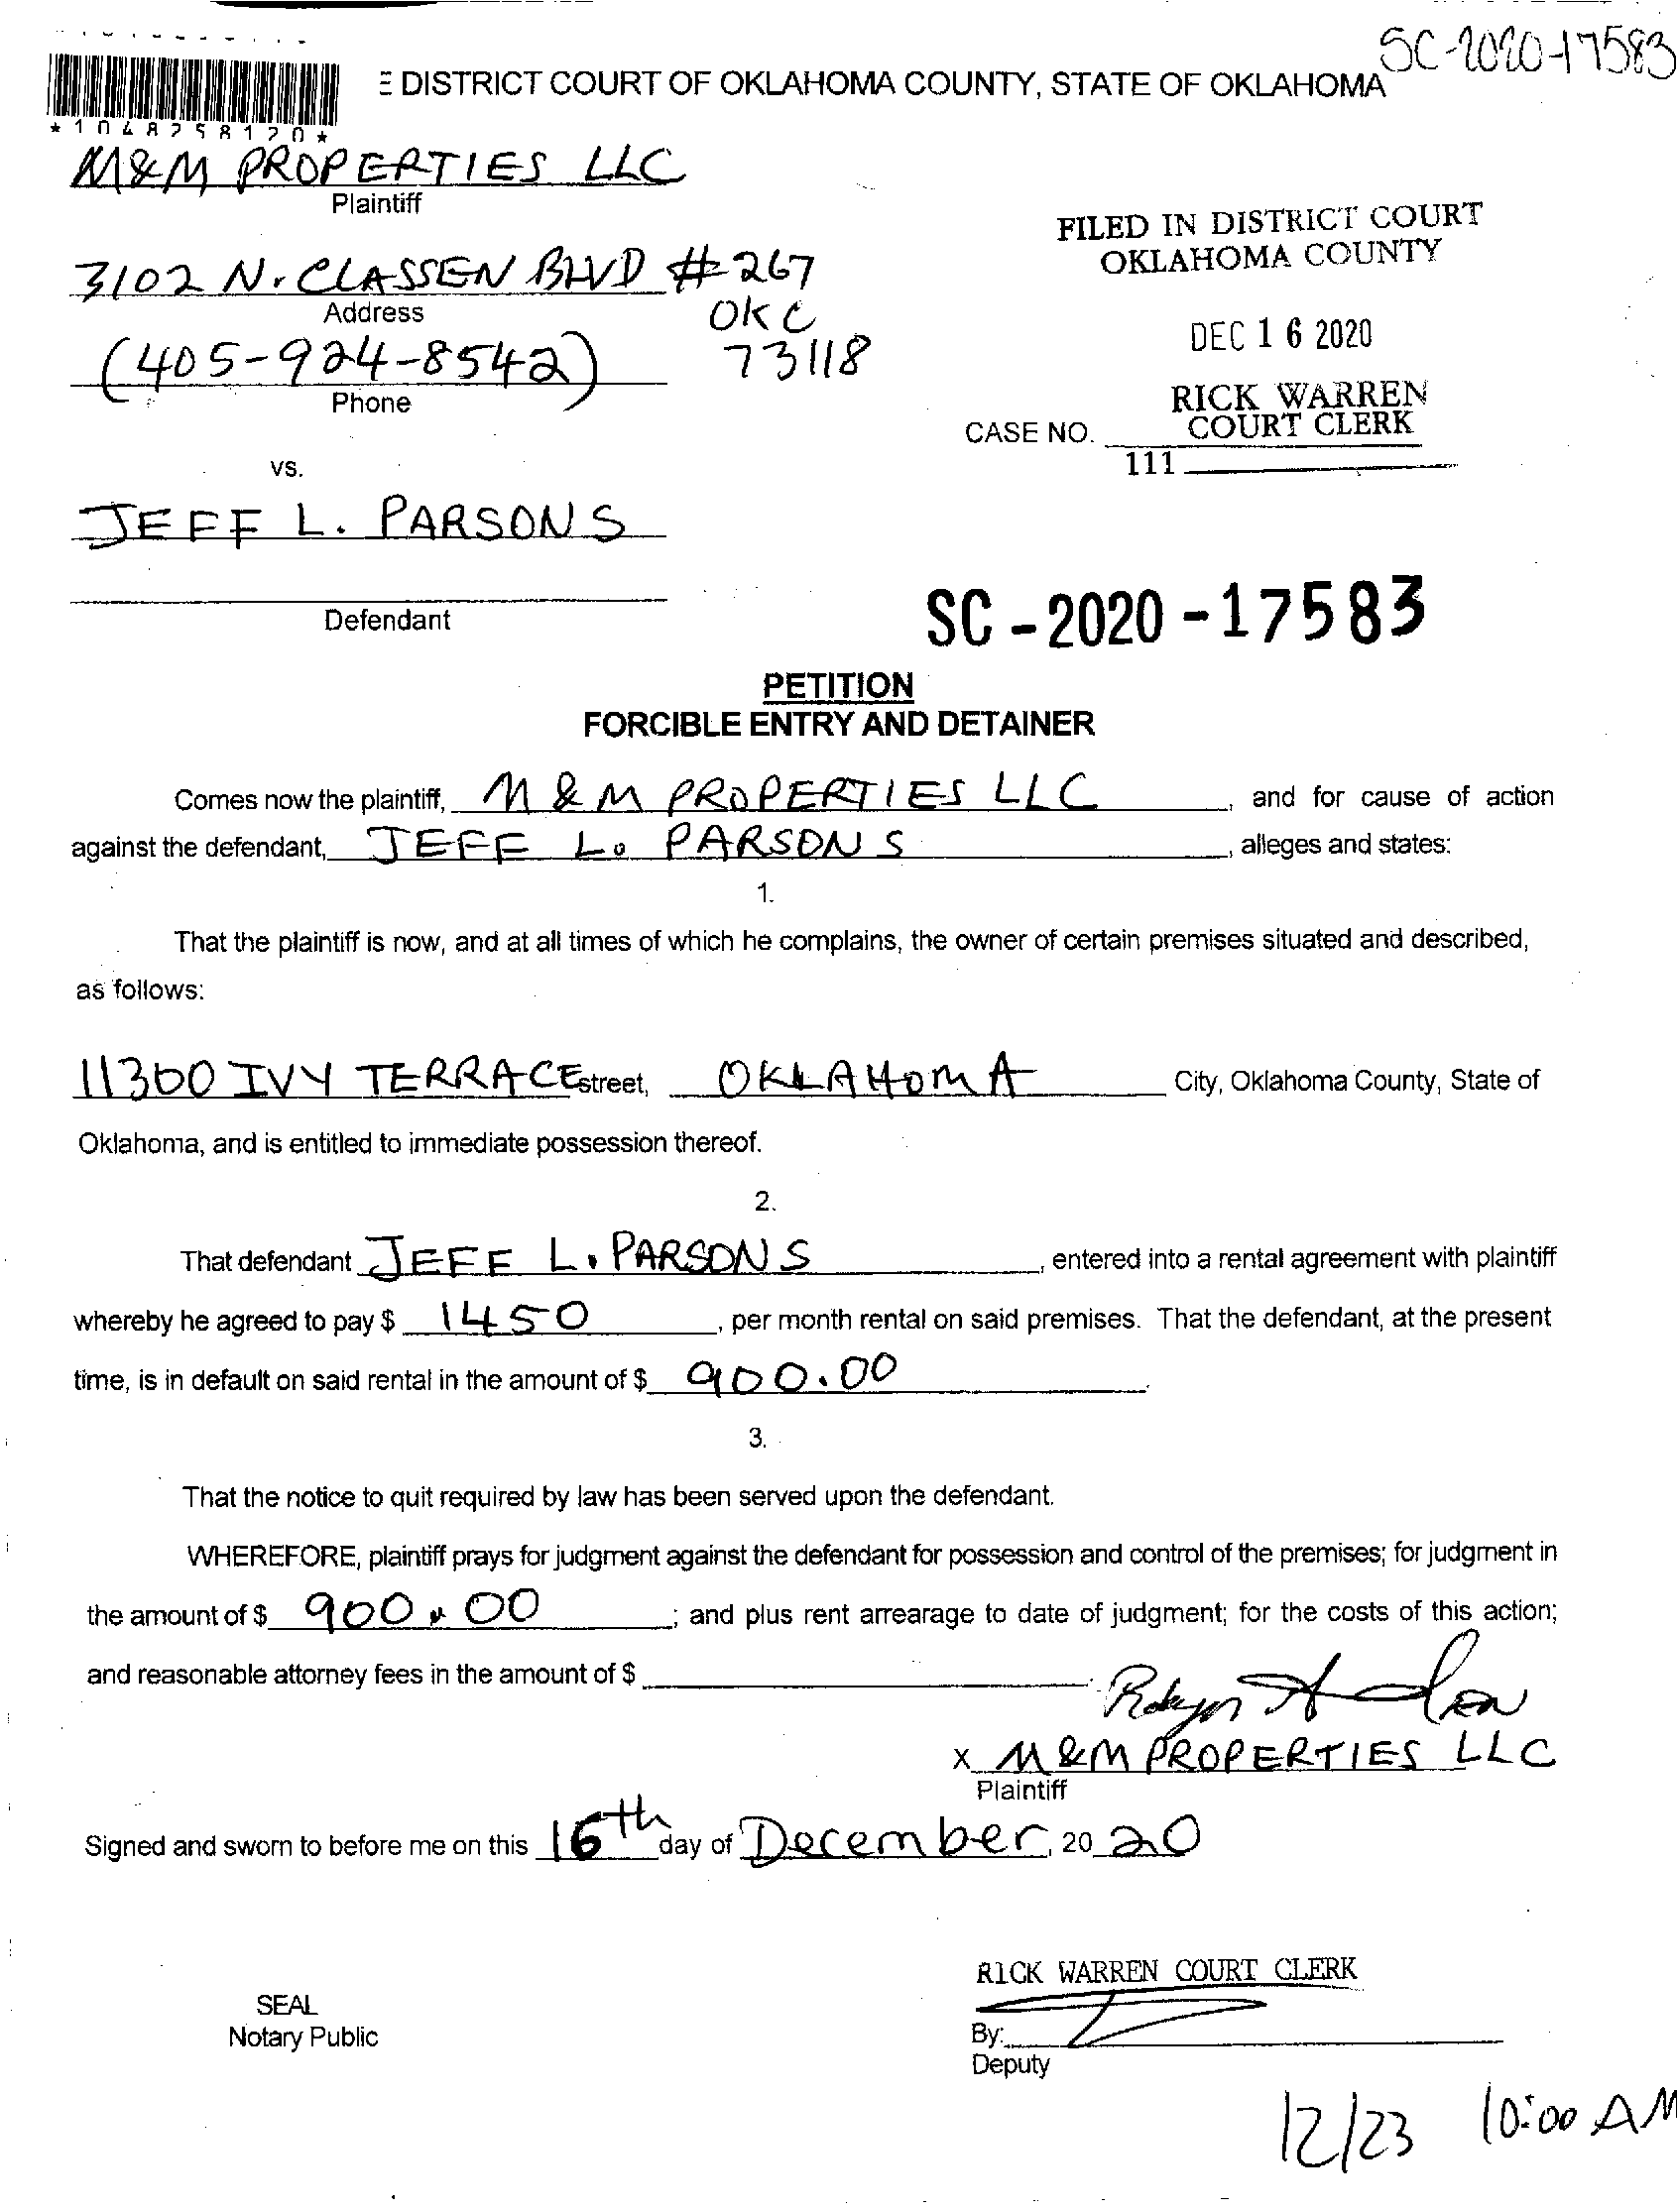 SC-2020-17583
E DISTRICT COURT OF OKLAHOMA COUNTY, STATE OF OKLAHOMA
*1048258120*
M&M PROPERTIES LLC
Plaintiff
FILED IN DISTRICT COURT
OKLAHOMA COUNTY
3102 N. CLASSEN BLVD #267
Address
OKC
DEC 16 2020
(405-924-8542)
73118
Phone
RICK WARREN
COURT CLERK
CASE NO.
111
vs.
JEFF L. PARSONS
Defendant
SC-2020-17583
PETITION
FORCIBLE ENTRY AND DETAINER
Comes now the plaintiff, M & M PROPERTIES LLC, and for cause of action
against the defendant, JEFF L. PARSONS, alleges and states:
1.
That the plaintiff is now, and at all times of which he complains, the owner of certain premises situated and described,
as follows:
11300 IVY TERRACE street, OKLAHOMA City, Oklahoma County, State of
Oklahoma, and is entitled to immediate possession thereof.
2.
That defendant JEFF L. PARSONS, entered into a rental agreement with plaintiff
whereby he agreed to pay $ 1450, per month rental on said premises. That the defendant, at the present
time, is in default on said rental in the amount of $ 900.00.
3.
That the notice to quit required by law has been served upon the defendant.
WHEREFORE, plaintiff prays for judgment against the defendant for possession and control of the premises; for judgment in
the amount of $ 900.00; and plus rent arrearage to date of judgment; for the costs of this action;
and reasonable attorney fees in the amount of $
x M&M PROPERTIES LLC
Plaintiff
Signed and sworn to before me on this 16th day of December, 20 20
RICK WARREN COURT CLERK
SEAL
Notary Public
By:
Deputy
12/23 10:00 AM